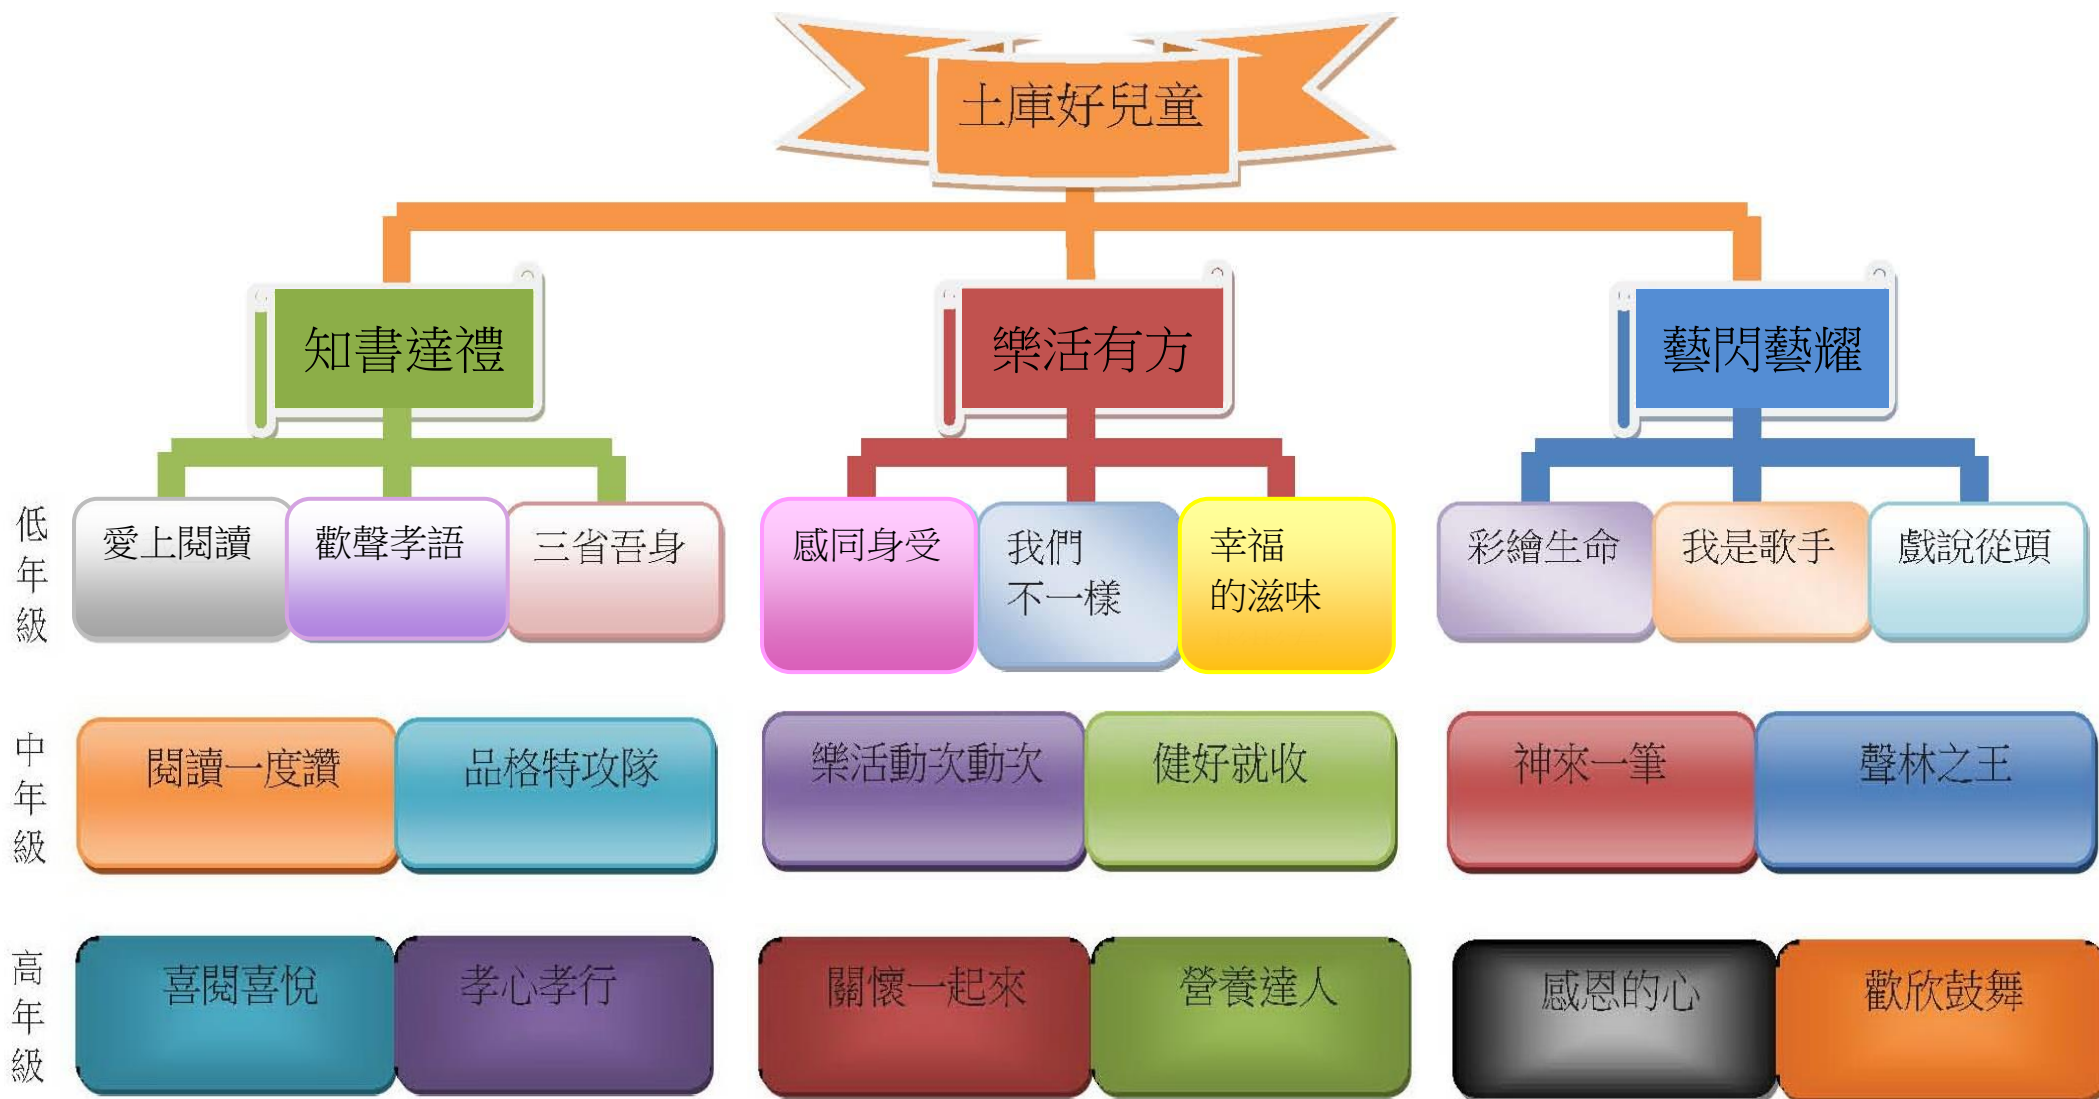 土庫好兒童
知書達禮
樂活有方
藝閃藝耀
低年級
愛上閱讀
歡聲孝語
三省吾身
感同身受
我們
不一樣
幸福
的滋味
彩繪生命
我是歌手
戲說從頭
中年級
閱讀一度讚
品格特攻隊
樂活動次動次
健好就收
神來一筆
聲林之王
高年級
喜閱喜悅
孝心孝行
關懷一起來
營養達人
感恩的心
歡欣鼓舞